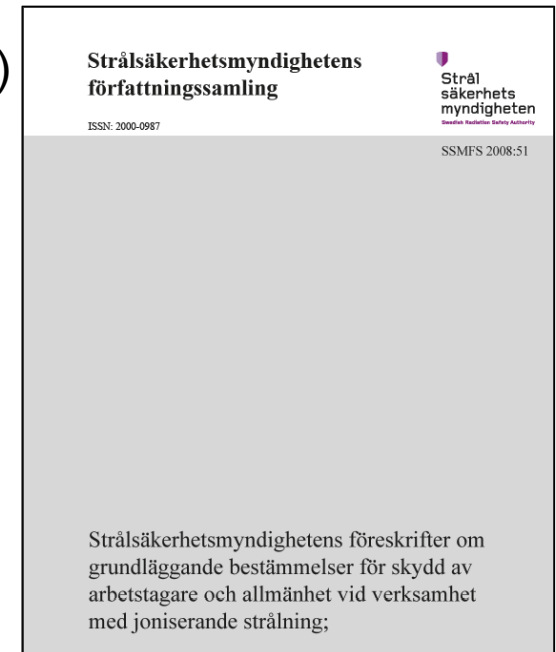 )
Strålsäkerhetsmyndighetens
författningssamling
ISSN: 2000-0987
Strål
säkerhets
myndigheten
Swedish Radiation Safety Authority
SSMFS 2008:51
Strålsäkerhetsmyndighetens föreskrifter om
grundläggande bestämmelser för skydd av
arbetstagare och allmänhet vid verksamhet
med joniserande strålning;